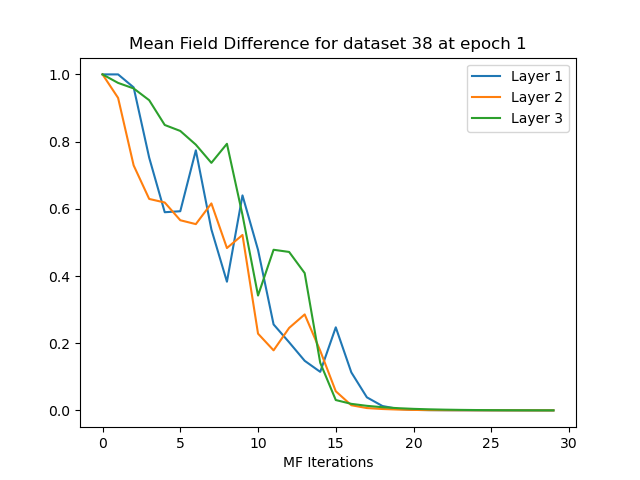 Mean Field Difference for dataset 38 at epoch 1
Layer 1
Layer 2
Layer 3
1.0
0.8
0.6
0.4
0.2
0.0
0 5 10 15 20 25 30
MF Iterations